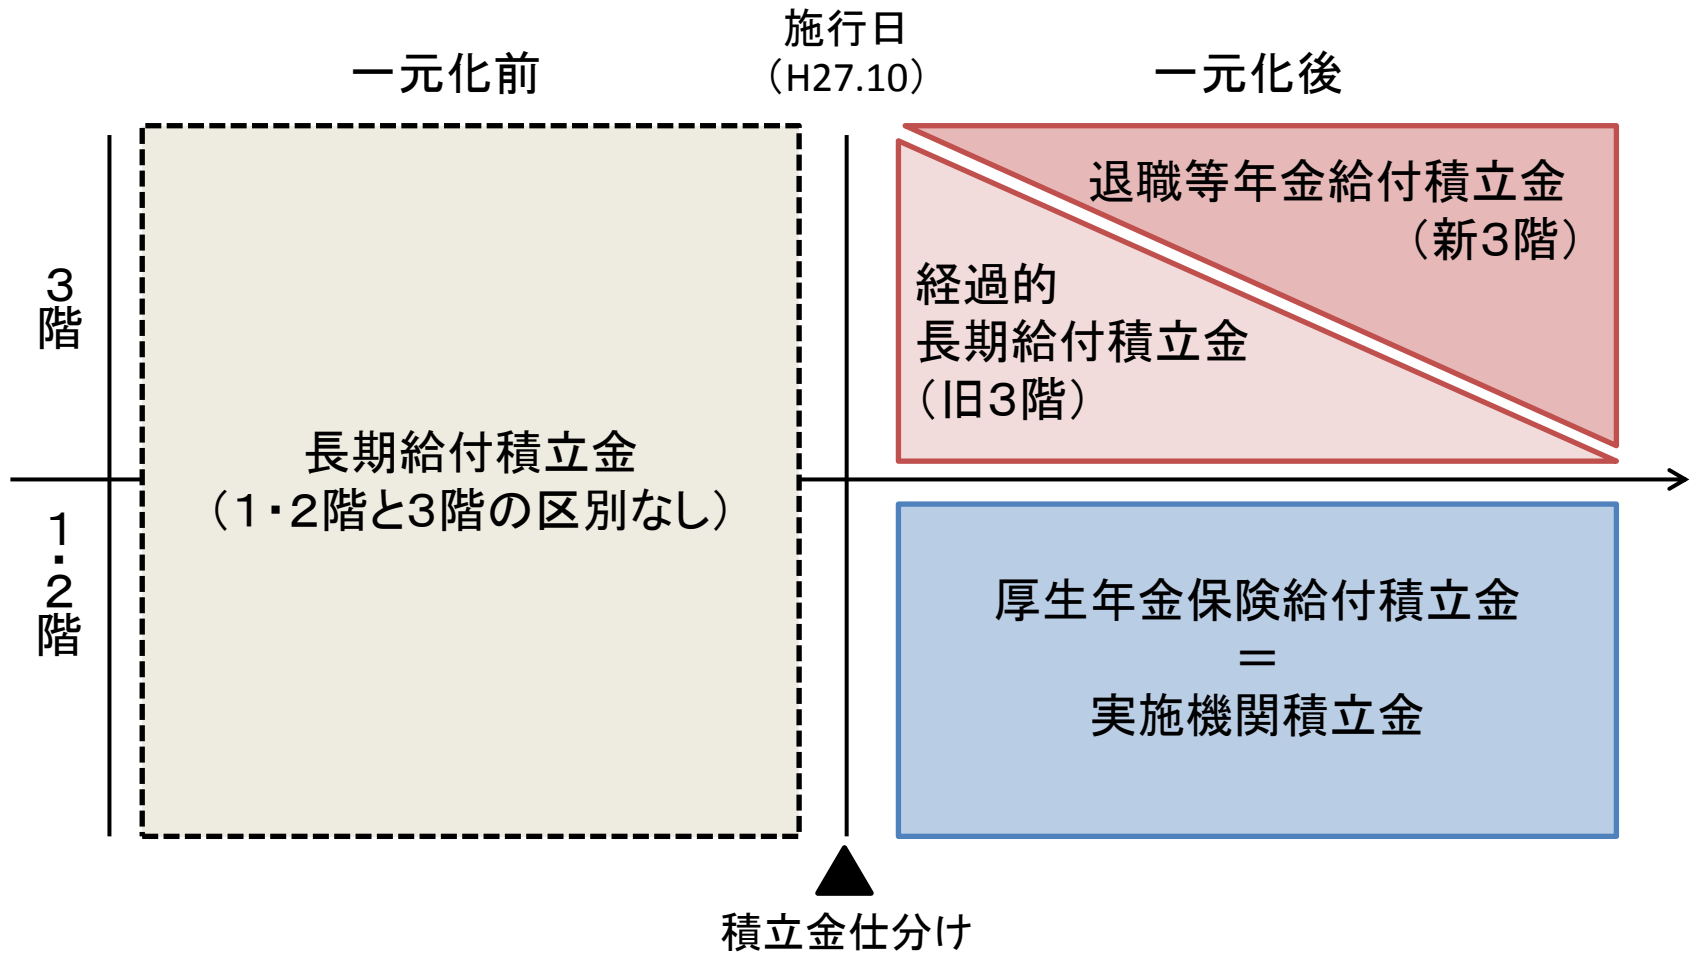 一元化前
施行日
（H27.10）
一元化後
3階
1・2階
長期給付積立金
（1・2階と3階の区別なし）
退職等年金給付積立金
（新3階）
経過的
長期給付積立金
（旧3階）
厚生年金保険給付積立金
＝
実施機関積立金
積立金仕分け